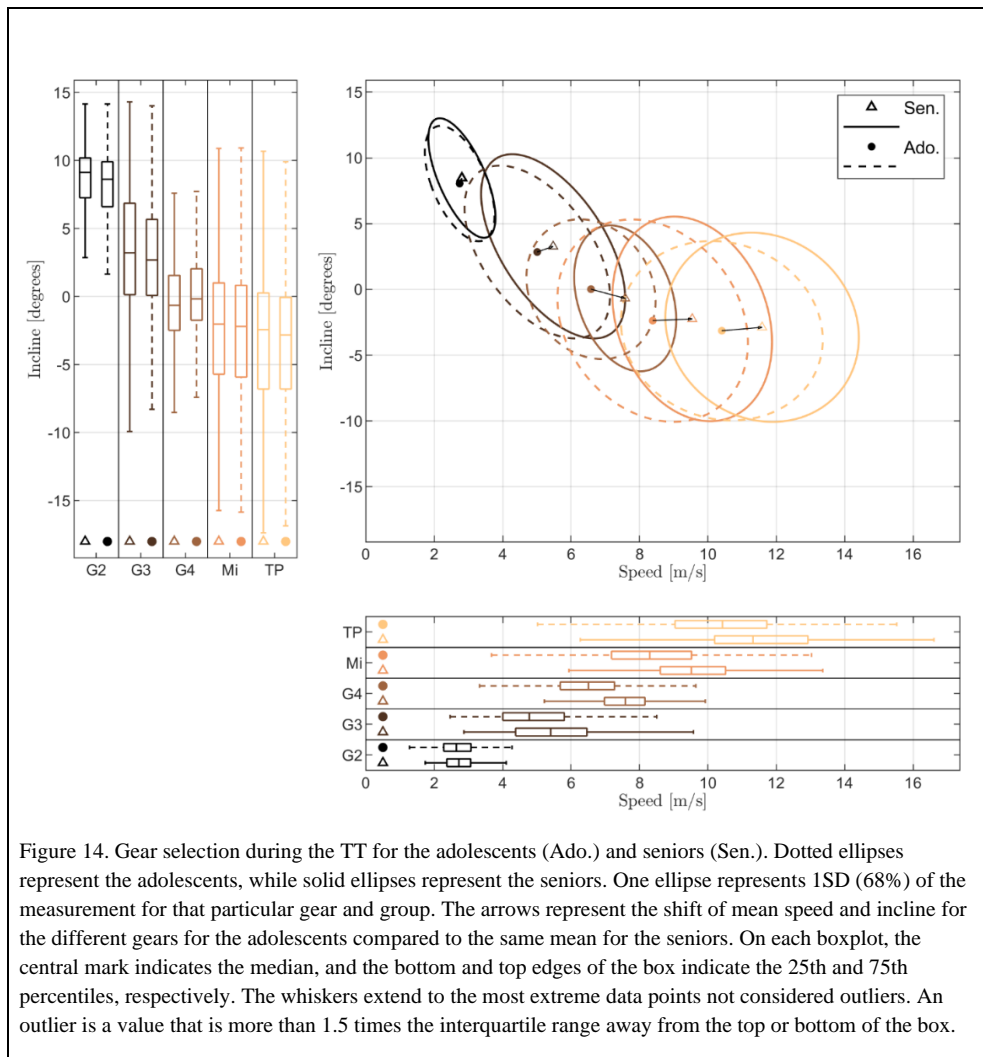 15
10
5
0
-5
-10
-15
Incline [degrees]
G2 G3 G4 Mi TP
15
10
5
0
-5
-10
-15
Incline [degrees]
Sen.
Ado.
0 2 4 6 8 10 12 14 16
Speed [m/s]
TP
Mi
G4
G3
G2
0 2 4 6 8 10 12 14 16
Speed [m/s]
Figure 14. Gear selection during the TT for the adolescents (Ado.) and seniors (Sen.). Dotted ellipses
represent the adolescents, while solid ellipses represent the seniors. One ellipse represents 1SD (68%) of the
measurement for that particular gear and group. The arrows represent the shift of mean speed and incline for
the different gears for the adolescents compared to the same mean for the seniors. On each boxplot, the
central mark indicates the median, and the bottom and top edges of the box indicate the 25th and 75th
percentiles, respectively. The whiskers extend to the most extreme data points not considered outliers. An
outlier is a value that is more than 1.5 times the interquartile range away from the top or bottom of the box.